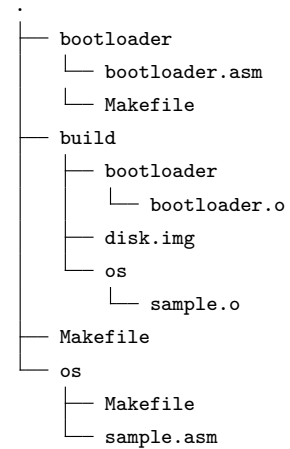 .
bootloader
bootloader.asm
Makefile
build
bootloader
bootloader.o
disk.img
os
sample.o
Makefile
os
Makefile
sample.asm